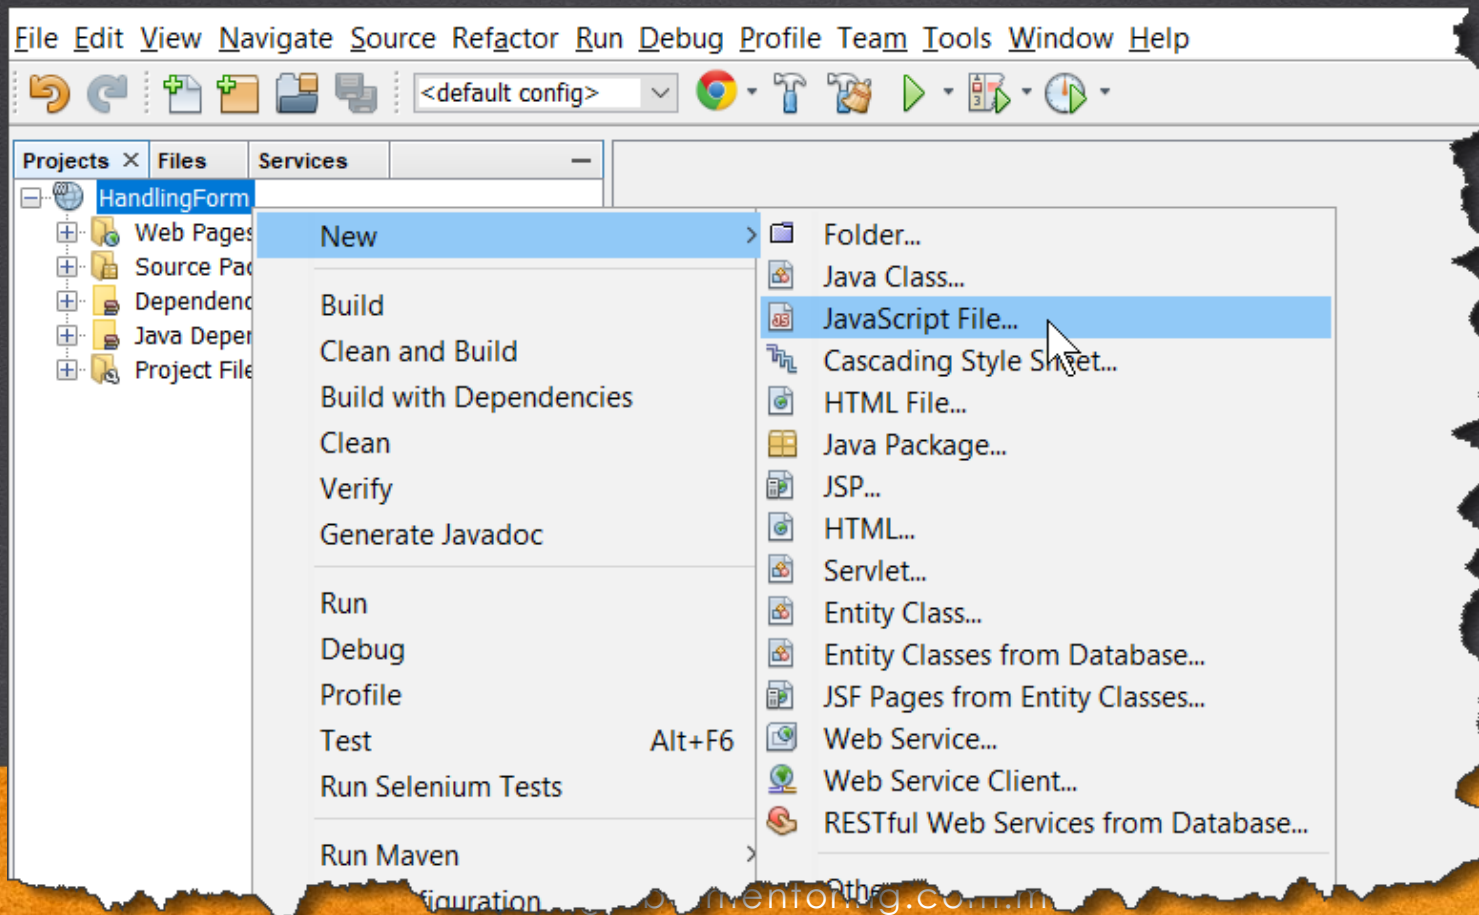 File Edit View Navigate Source Refactor Run Debug Profile Team Tools Window Help
<default config>
Projects Files Services
HandlingForm
Web Pages
Source Pac
Dependenc
Java Deper
Project File
New
Build
Clean and Build
Build with Dependencies
Clean
Verify
Generate Javadoc
Run
Debug
Profile
Test Alt+F6
Run Selenium Tests
Run Maven
figuration
Folder...
Java Class...
JavaScript File...
Cascading Style Sheet...
HTML File...
Java Package...
JSP...
HTML...
Servlet...
Entity Class...
Entity Classes from Database...
JSF Pages from Entity Classes...
Web Service...
Web Service Client...
RESTful Web Services from Database...
Othe